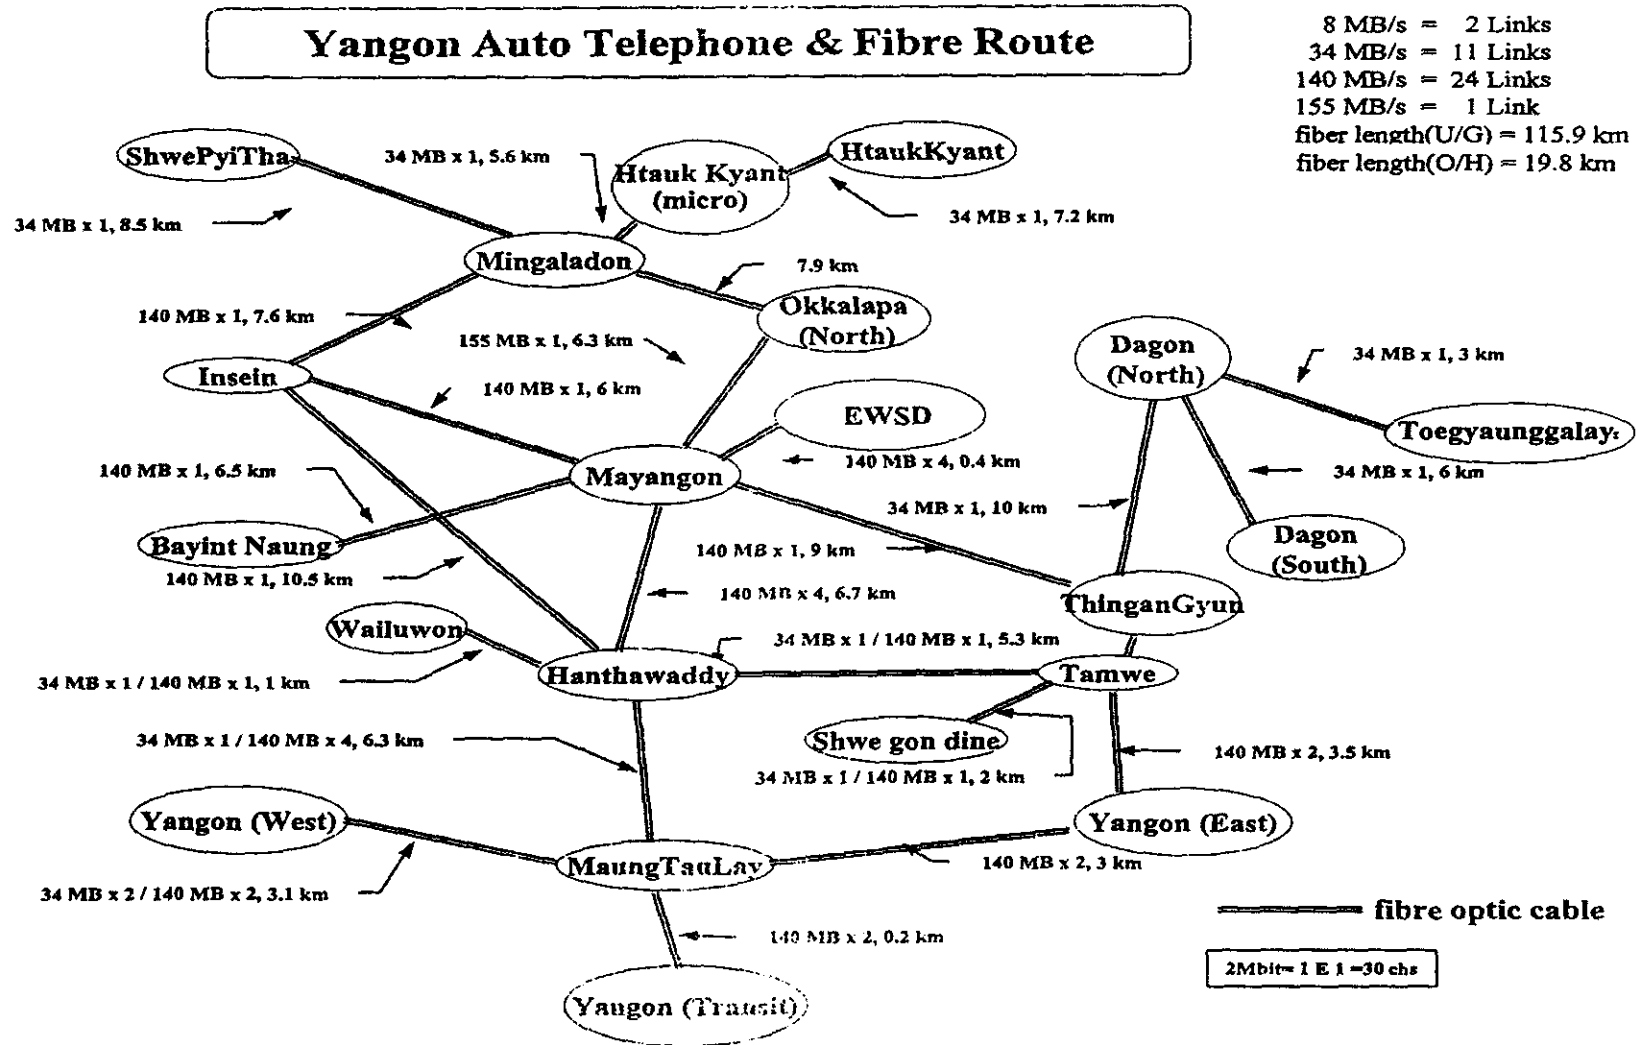 Yangon Auto Telephone & Fibre Route
8 MB/s = 2 Links
34 MB/s = 11 Links
140 MB/s = 24 Links
155 MB/s = 1 Link
fiber length(U/G) = 115.9 km
fiber length(O/H) = 19.8 km
ShwePyiTha
34 MB x 1, 5.6 km
Htauk Kyant
(micro)
HtaukKyant
34 MB x 1, 8.5 km
34 MB x 1, 7.2 km
Mingaladon
7.9 km
140 MB x 1, 7.6 km
155 MB x 1, 6.3 km
Okkalapa
(North)
Dagon
(North)
34 MB x 1, 3 km
Insein
140 MB x 1, 6 km
EWSD
Toegyaunggalay
140 MB x 1, 6.5 km
Mayangon
140 MB x 4, 0.4 km
34 MB x 1, 6 km
34 MB x 1, 10 km
Bayint Naung
140 MB x 1, 10.5 km
140 MB x 1, 9 km
Dagon
(South)
140 MB x 4, 6.7 km
ThinganGyun
Wailuwon
34 MB x 1 / 140 MB x 1, 5.3 km
34 MB x 1 / 140 MB x 1, 1 km
Hanthawaddy
Tamwe
34 MB x 1 / 140 MB x 4, 6.3 km
Shwe gon dine
34 MB x 1 / 140 MB x 1, 2 km
140 MB x 2, 3.5 km
Yangon (West)
Yangon (East)
MaungTauLay
140 MB x 2, 3 km
34 MB x 2 / 140 MB x 2, 3.1 km
fibre optic cable
140 MB x 2, 0.2 km
2Mbit= 1 E 1 =30 chs
Yaugon (Transit)